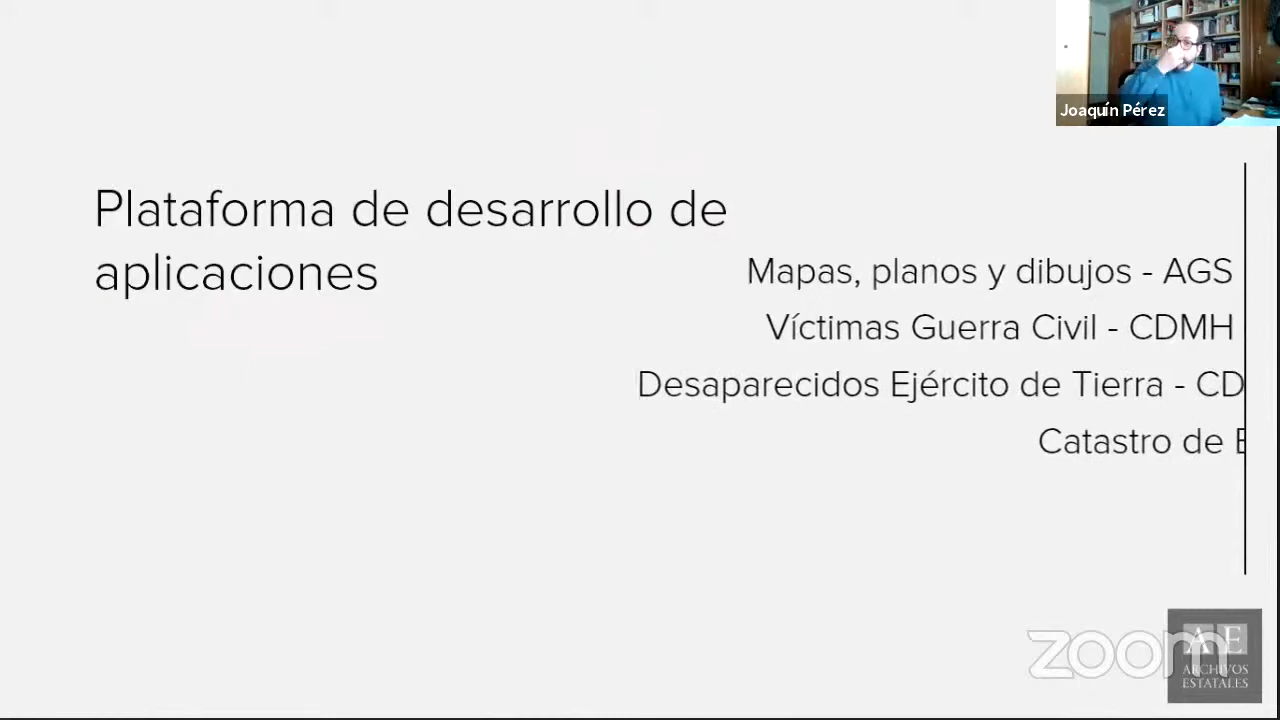 Joaquín Pérez
Plataforma de desarrollo de
aplicaciones
Mapas, planos y dibujos - AGS
Víctimas Guerra Civil - CDMH
Desaparecidos Ejército de Tierra - CD
Catastro de
zoom
AE
ARCHIVOS
ESTATALES